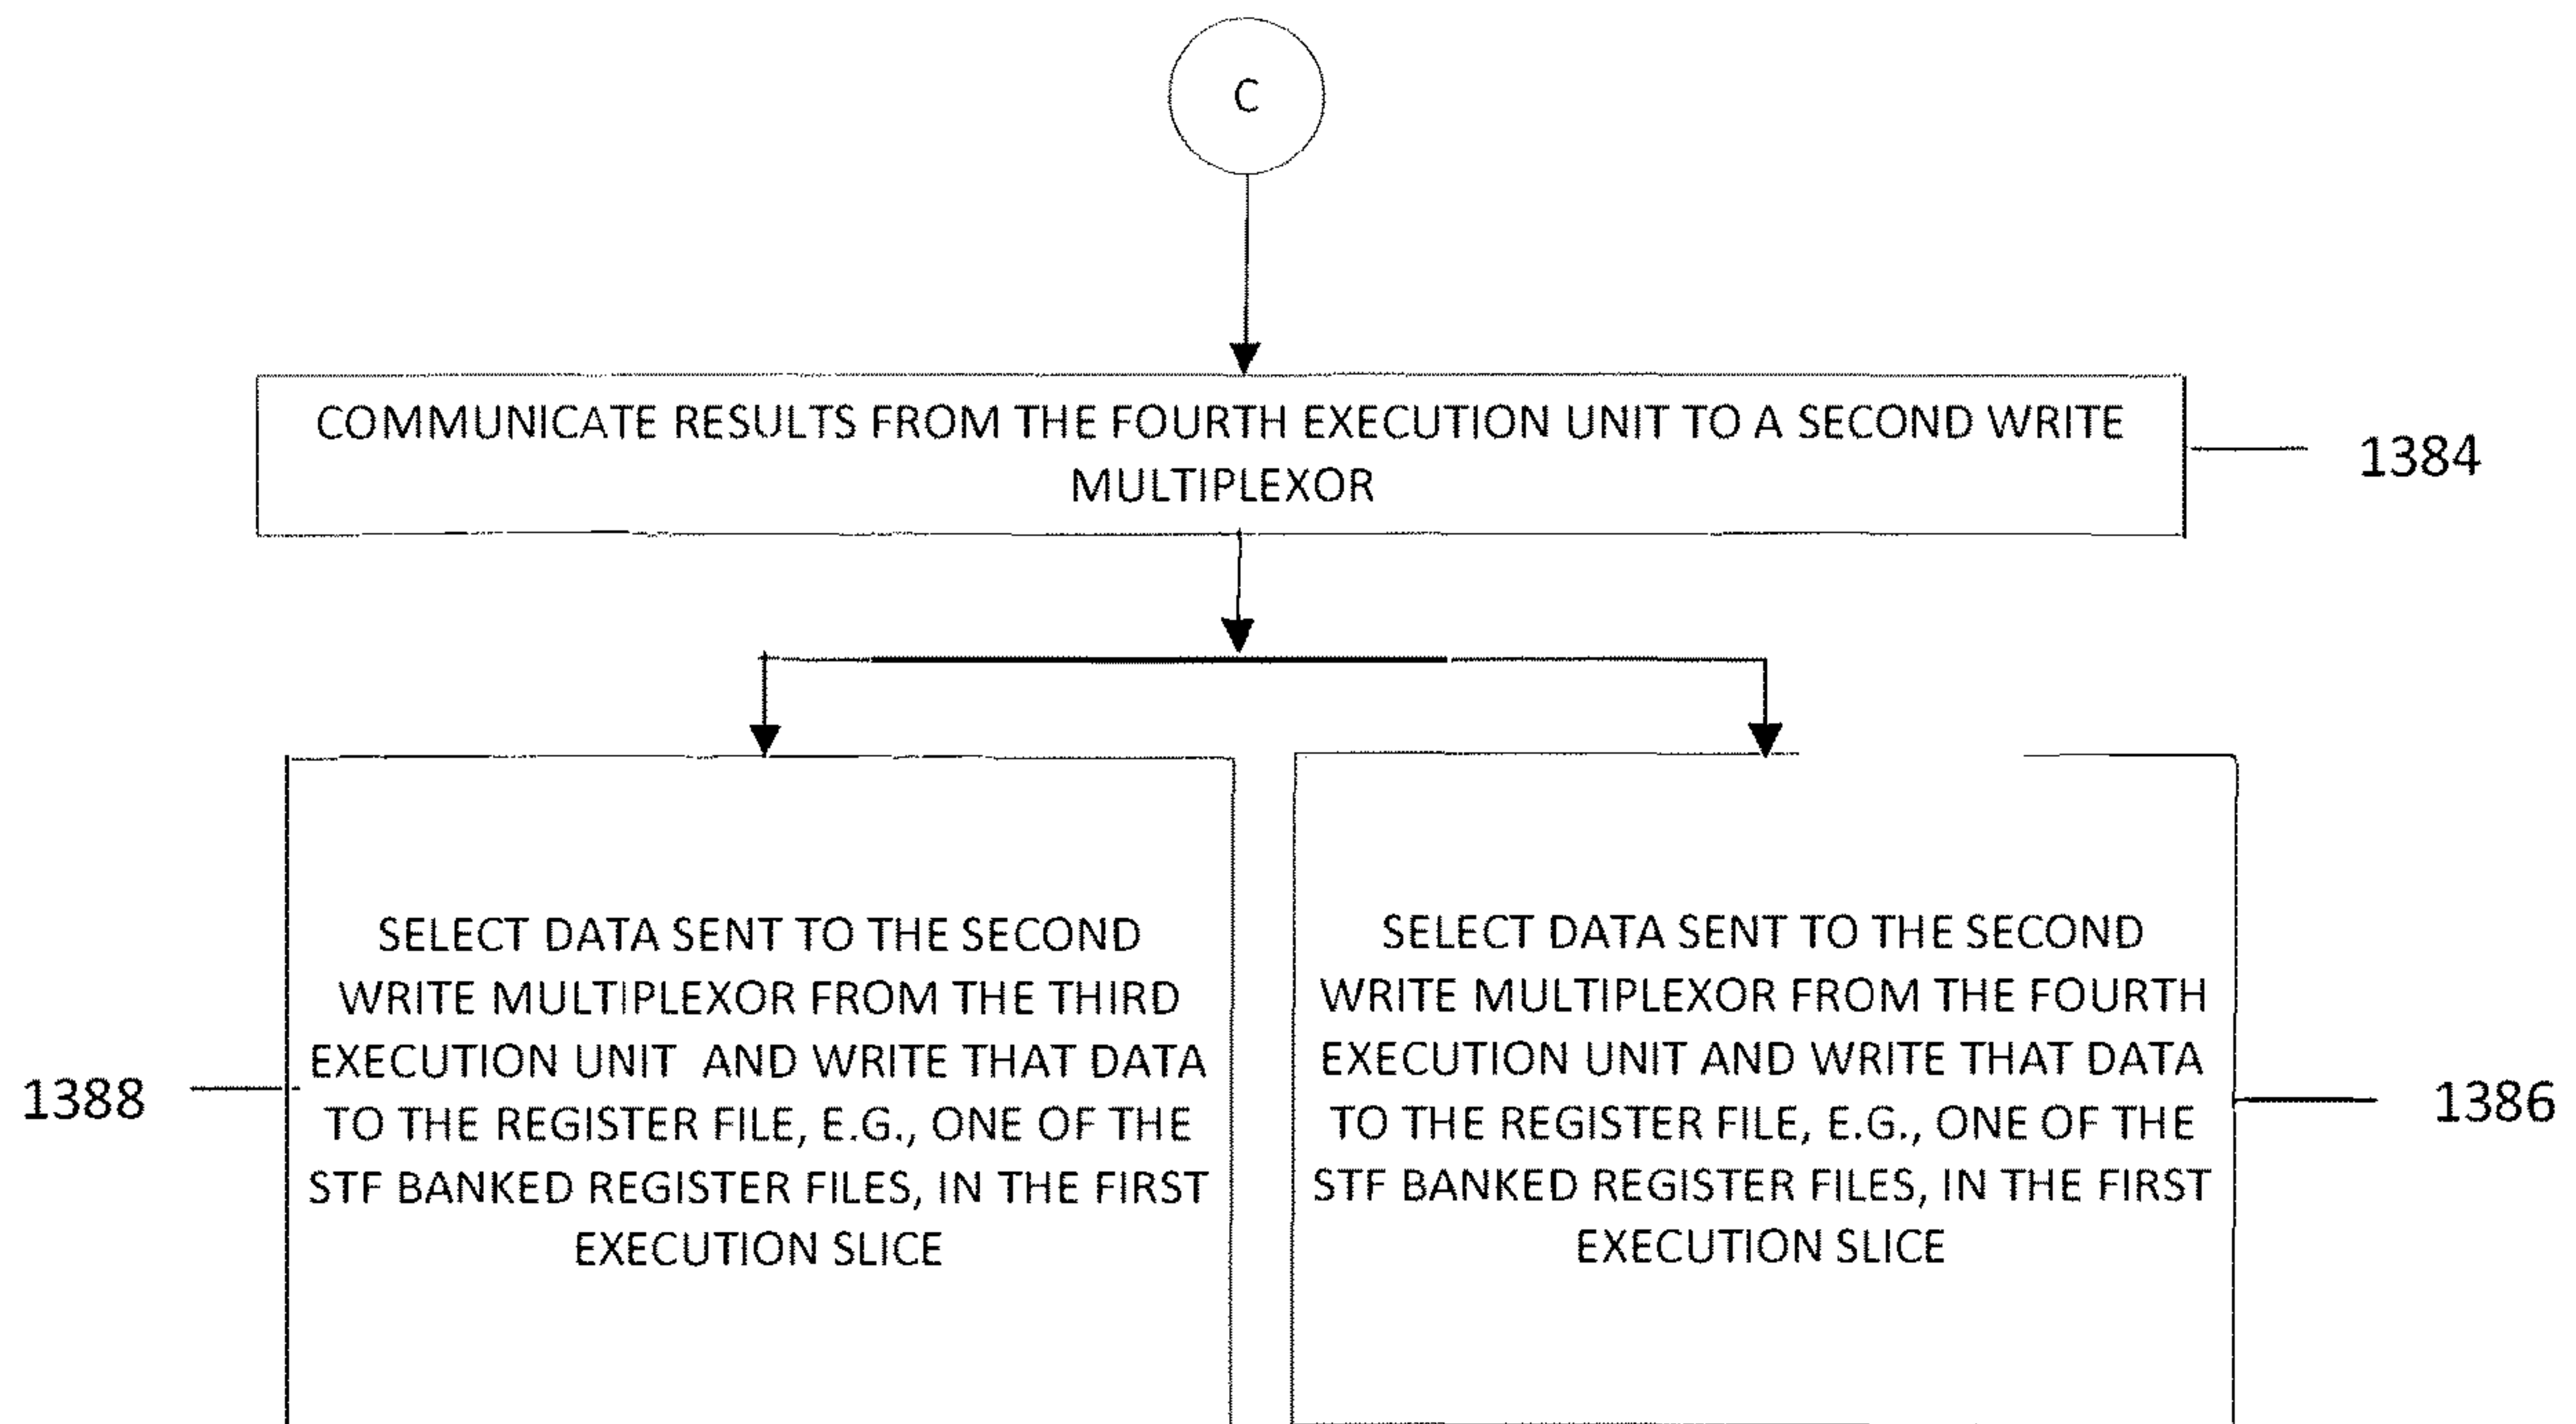 C
COMMUNICATE RESULTS FROM THE FOURTH EXECUTION UNIT TO A SECOND WRITE
MULTIPLEXOR
1384
SELECT DATA SENT TO THE SECOND
WRITE MULTIPLEXOR FROM THE THIRD
EXECUTION UNIT AND WRITE THAT DATA
TO THE REGISTER FILE, E.G., ONE OF THE
STF BANKED REGISTER FILES, IN THE FIRST
EXECUTION SLICE
1388
SELECT DATA SENT TO THE SECOND
WRITE MULTIPLEXOR FROM THE FOURTH
EXECUTION UNIT AND WRITE THAT DATA
TO THE REGISTER FILE, E.G., ONE OF THE
STF BANKED REGISTER FILES, IN THE FIRST
EXECUTION SLICE
1386